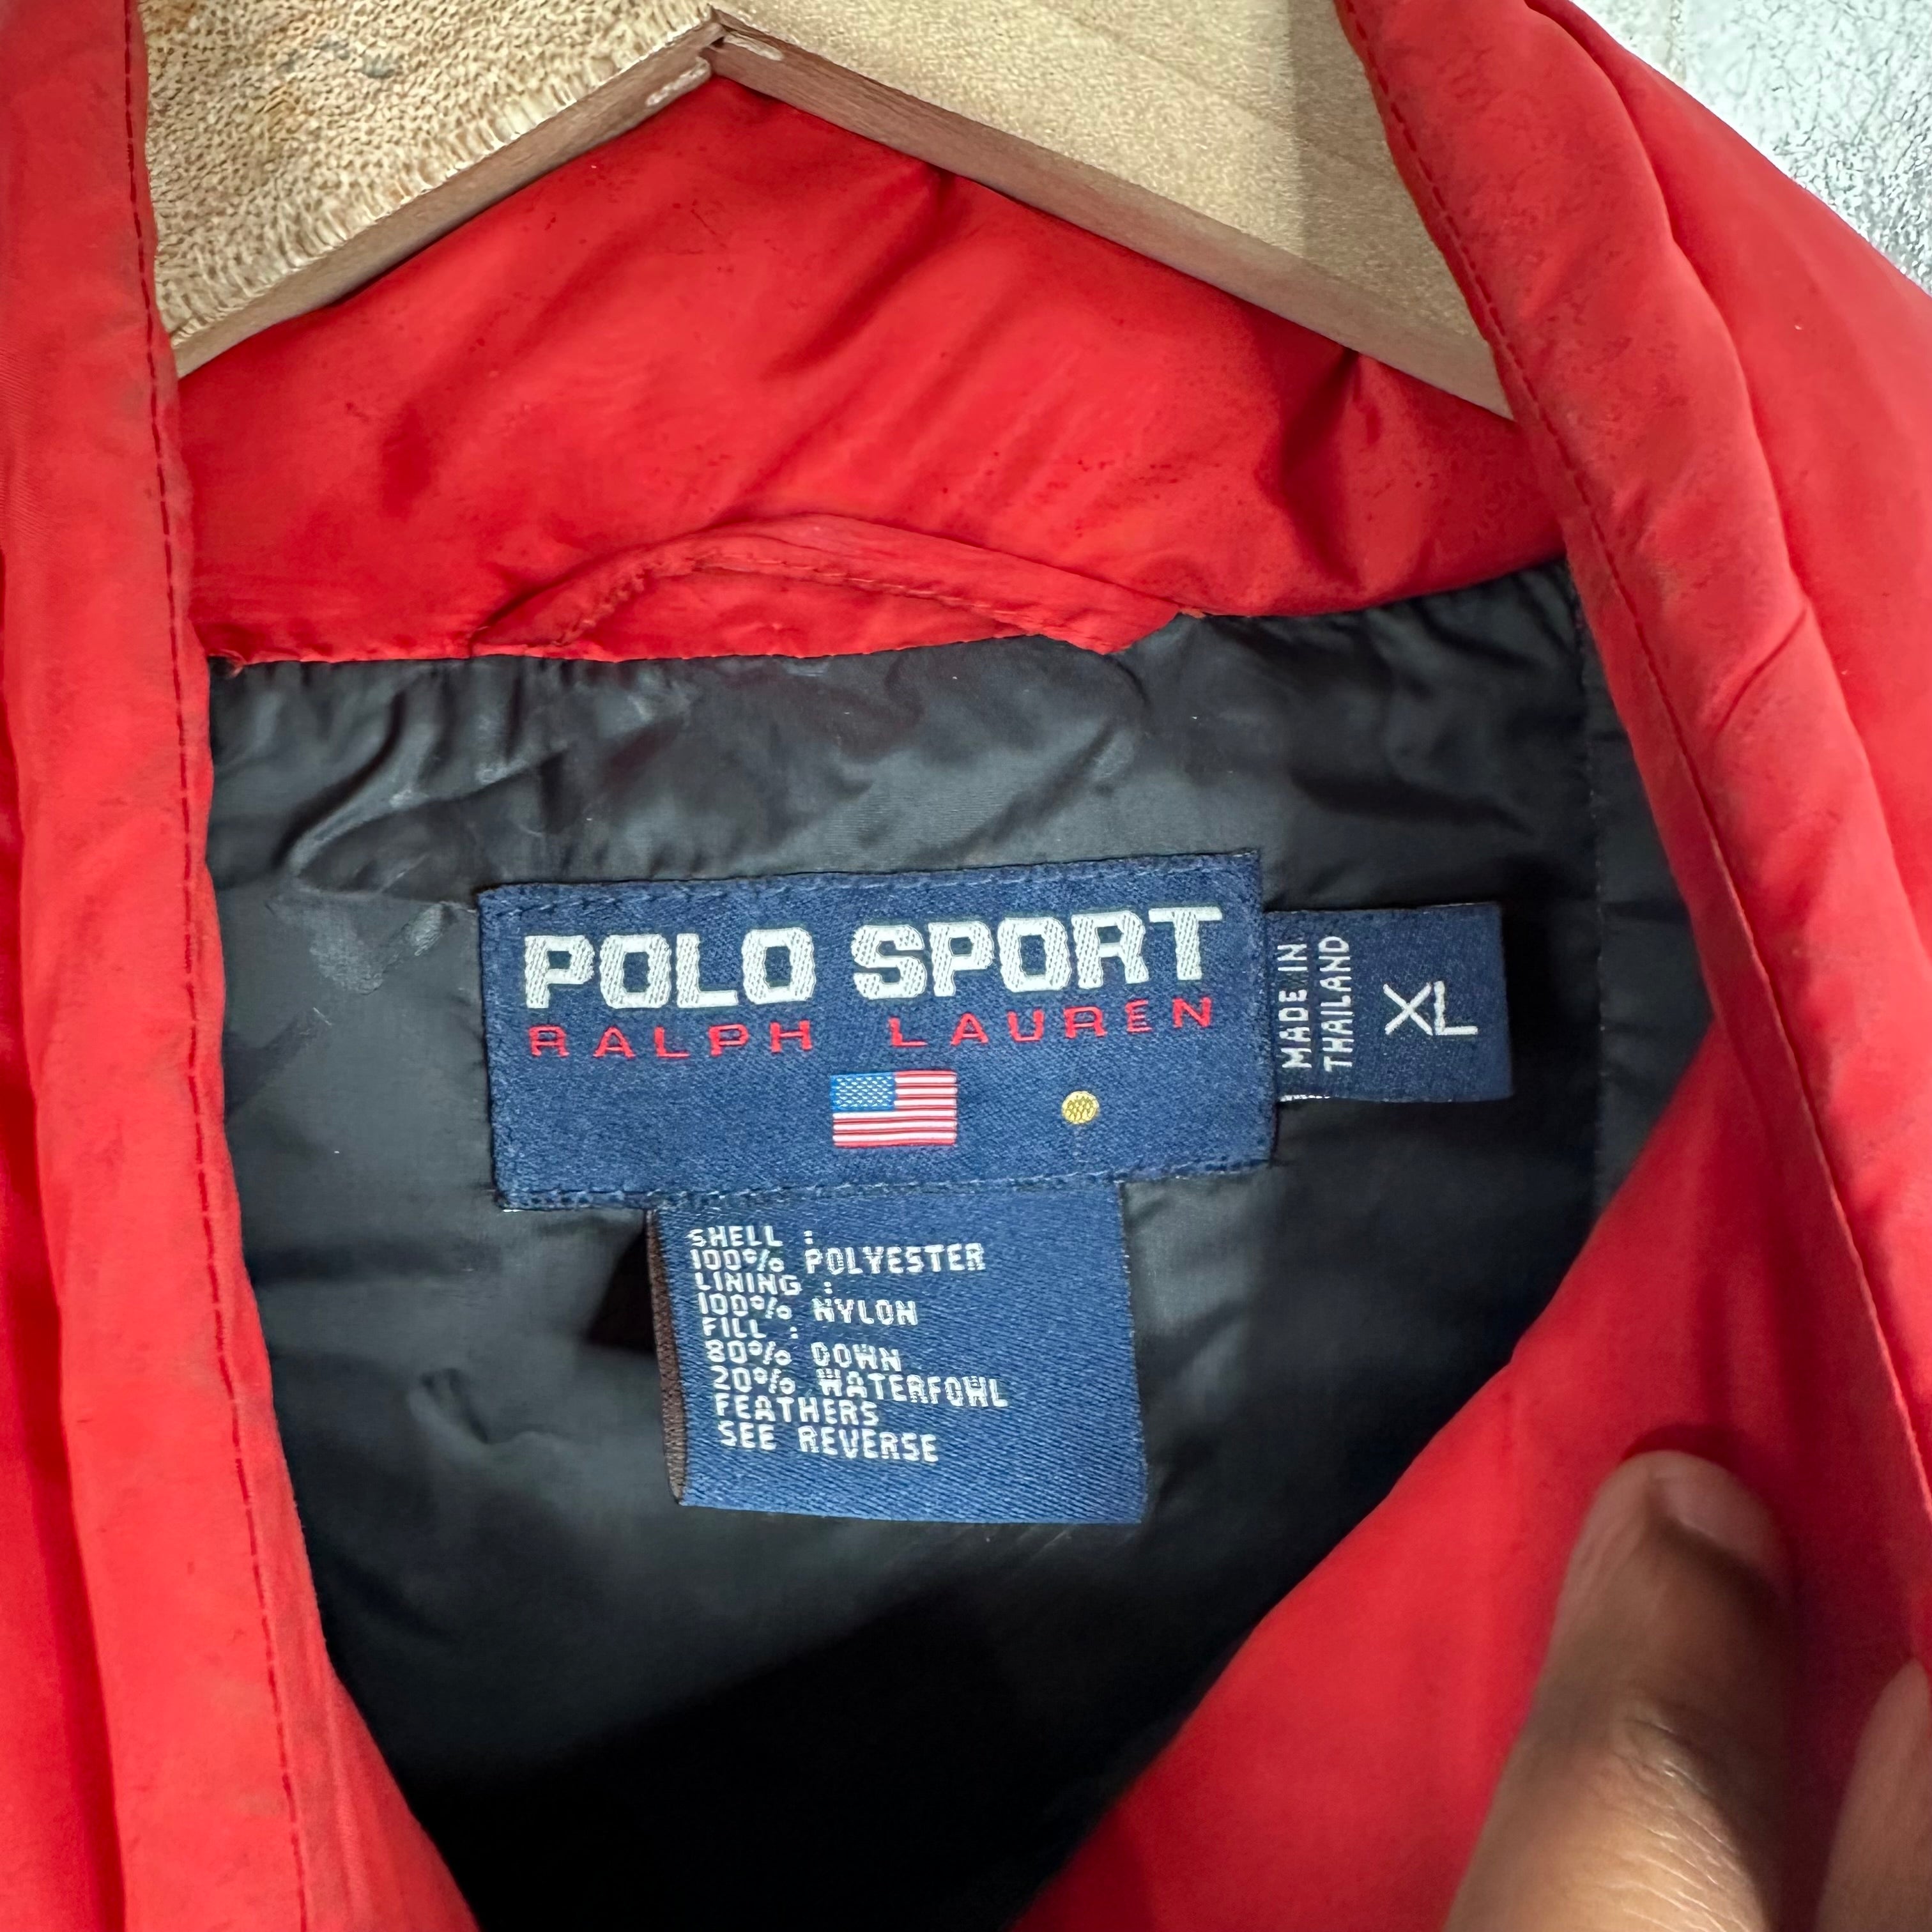 POLO SPORT
RALPH LAUREN
MADE IN
THAILAND
XL
SHELL :
100% POLYESTER
LINING :
100% NYLON
FILL :
80% DOWN
20% WATERFOWL
FEATHERS
SEE REVERSE